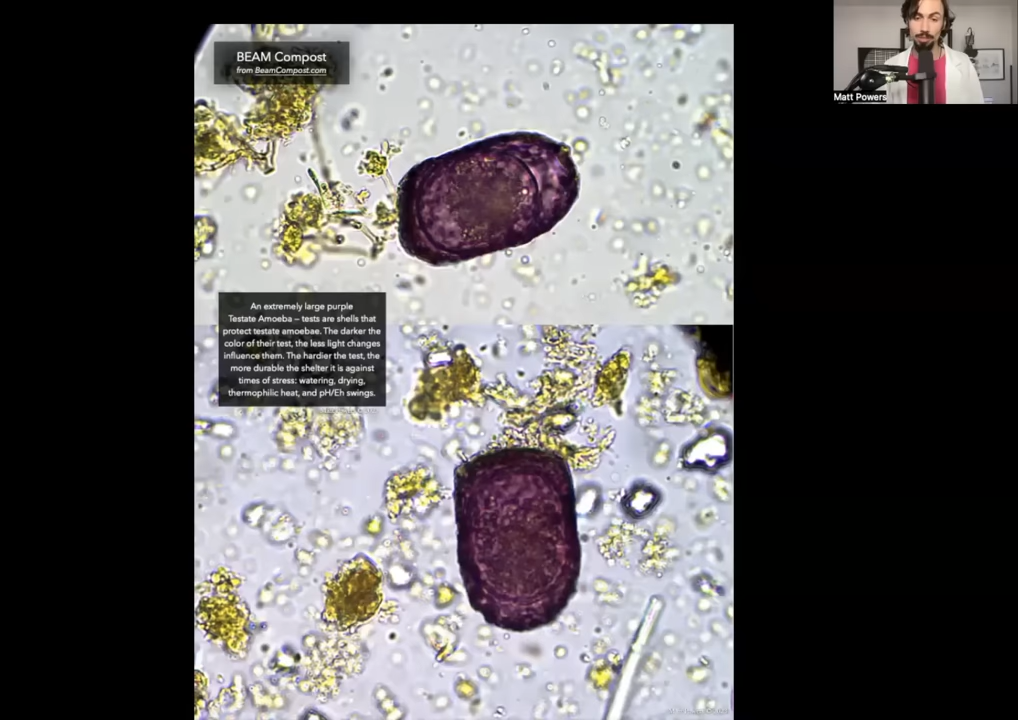 BEAM Compost
from BeamCompost.com
Matt Powers
An extremely large purple
Testate Amoeba – tests are shells that
protect testate amoebae. The darker the
color of their test, the less light changes
influence them. The hardier the test, the
more durable the shelter it is against
times of stress: watering, drying,
thermophilic heat, and pH/Eh swings.